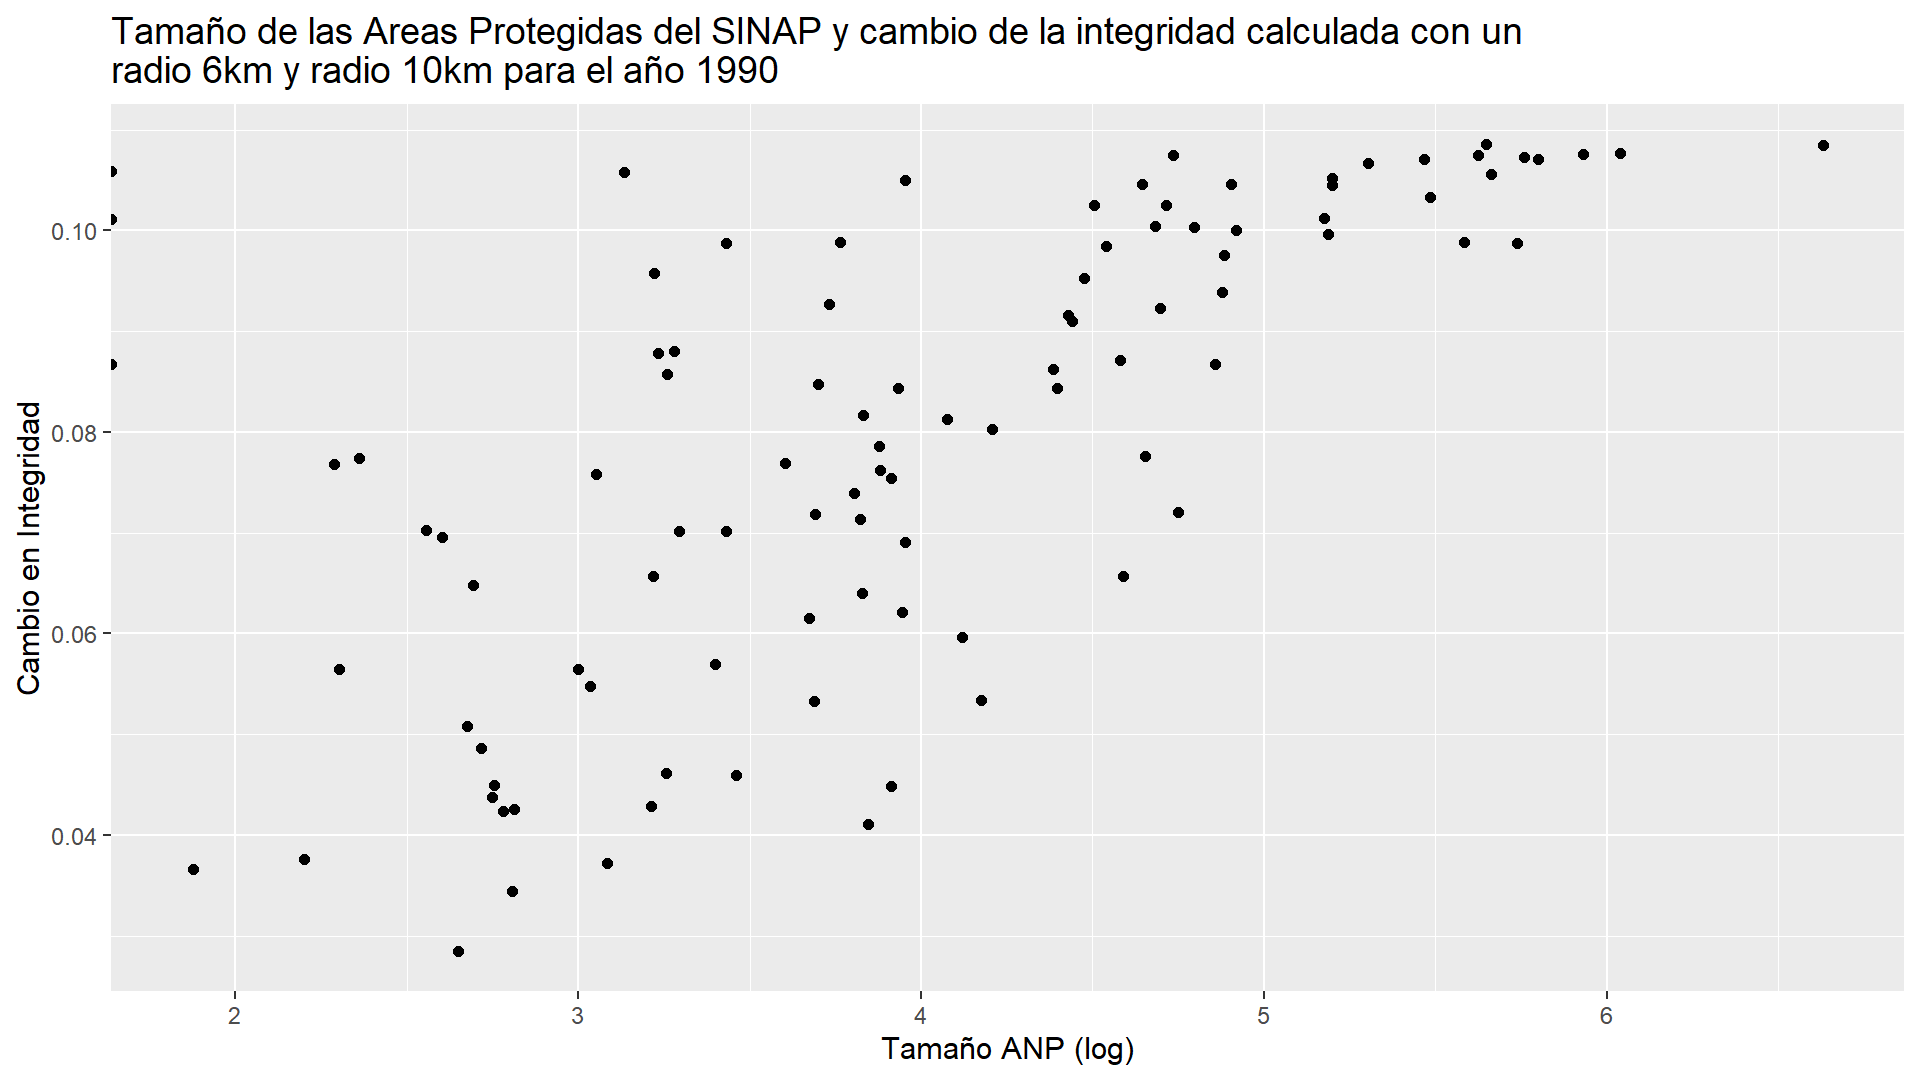 Tamaño de las Areas Protegidas del SINAP y cambio de la integridad calculada con un
radio 6km y radio 10km para el año 1990
Cambio en Integridad
0.10
0.08
0.06
0.04
2
3
4
5
6
Tamaño ANP (log)